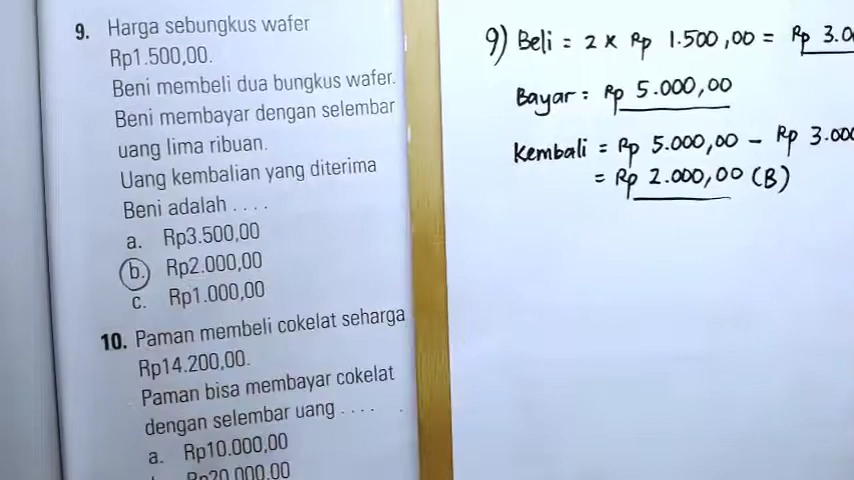 9. Harga sebungkus wafer
Rp1.500,00.
Beni membeli dua bungkus wafer.
Beni membayar dengan selembar
uang lima ribuan.
Uang kembalian yang diterima
Beni adalah . . . .
a. Rp3.500,00
b. Rp2.000,00
c. Rp1.000,00
10. Paman membeli cokelat seharga
Rp14.200,00.
Paman bisa membayar cokelat
dengan selembar uang . . . .
a. Rp10.000,00
Rp20.000,00
9) Beli = 2 x Rp 1.500,00 = Rp 3.0
Bayar : Rp 5.000,00
Kembali = Rp 5.000,00 - Rp 3.000
= Rp 2.000,00 (B)